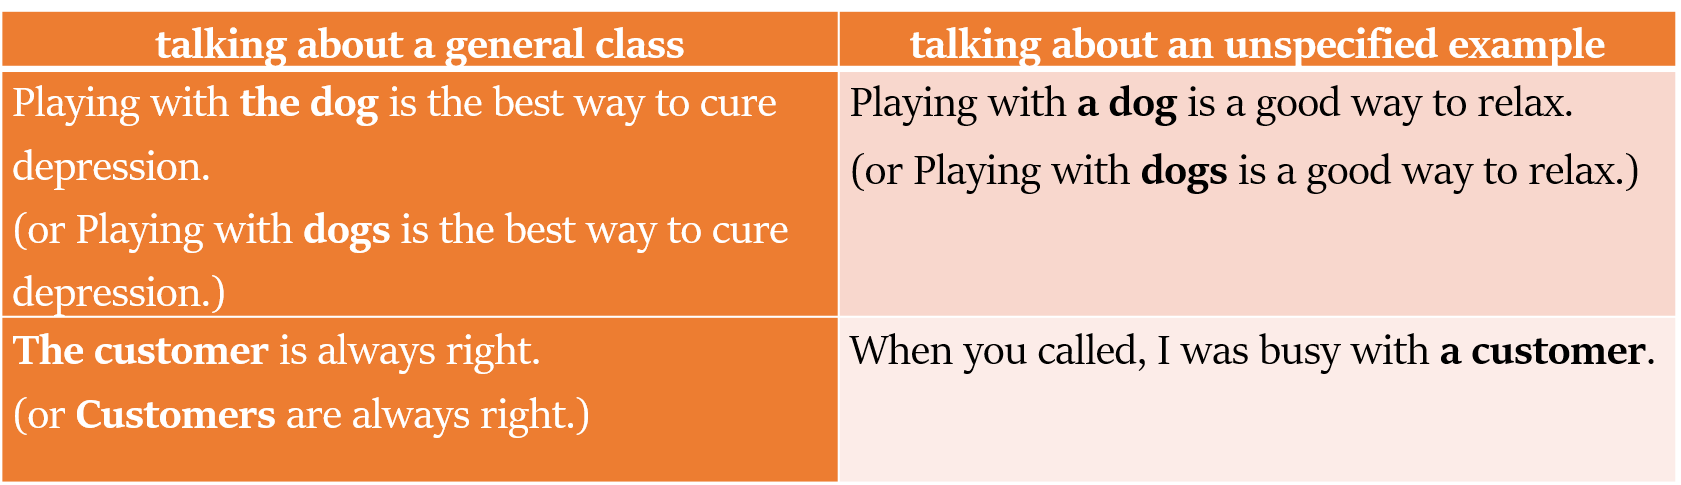 talking about a general class
talking about an unspecified example
Playing with the dog is the best way to cure
depression.
(or Playing with dogs is the best way to cure
depression.)
Playing with a dog is a good way to relax.
(or Playing with dogs is a good way to relax.)
The customer is always right.
(or Customers are always right.)
When you called, I was busy with a customer.